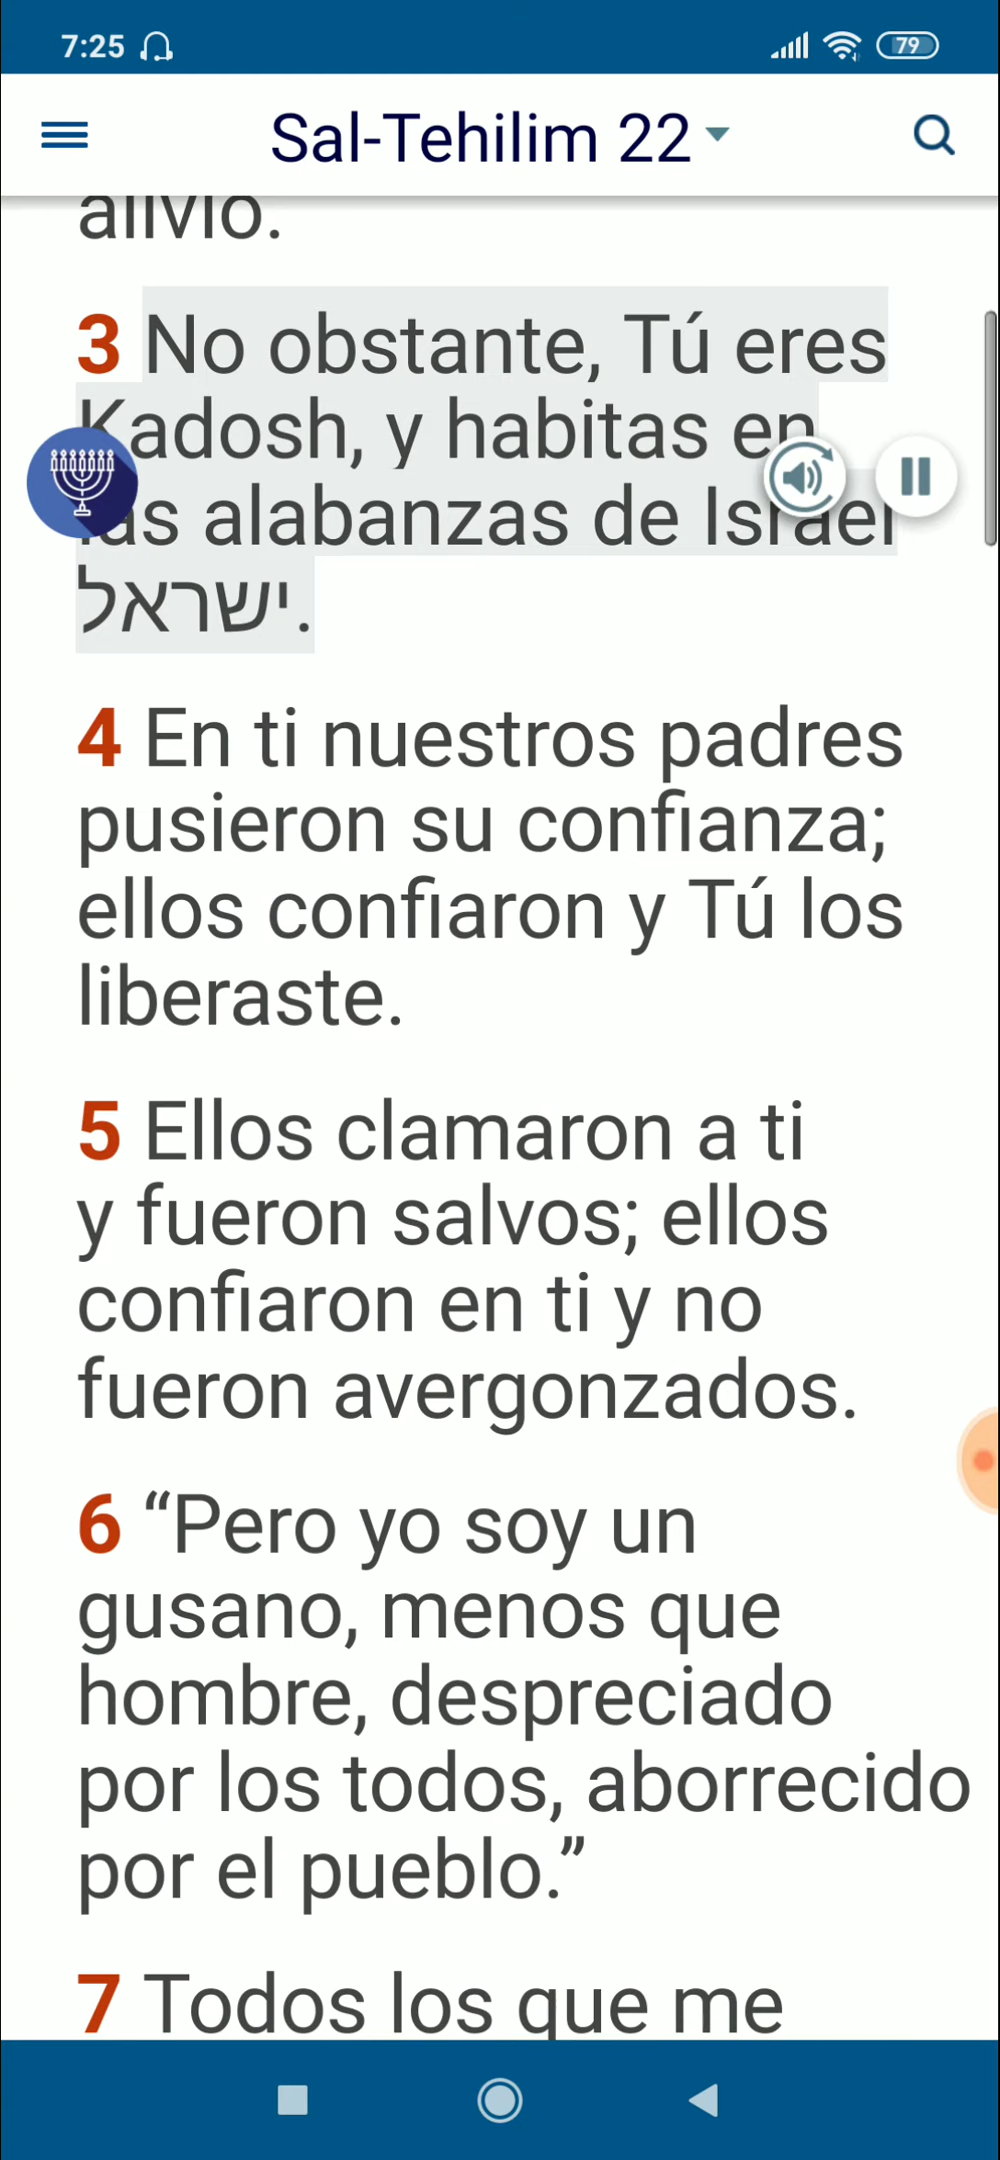 7:25
79
Sal-Tehilim 22
alivio.
3 No obstante, Tú eres
Kadosh, y habitas en
las alabanzas de Israel
ישראל.
4 En ti nuestros padres
pusieron su confianza;
ellos confiaron y Tú los
liberaste.
5 Ellos clamaron a ti
y fueron salvos; ellos
confiaron en ti y no
fueron avergonzados.
6 “Pero yo soy un
gusano, menos que
hombre, despreciado
por los todos, aborrecido
por el pueblo.”
7 Todos los que me